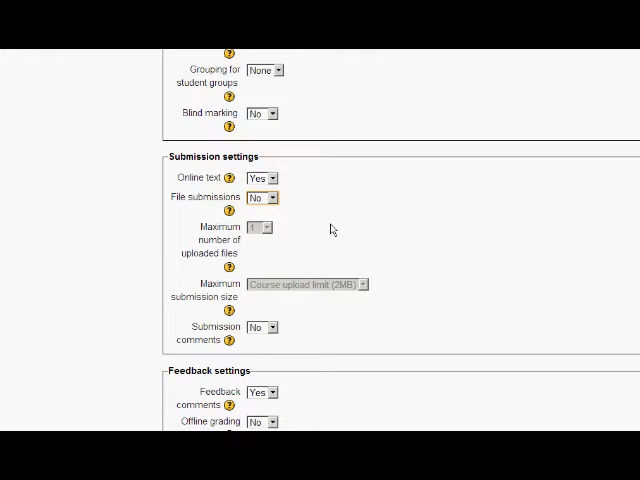 Grouping for
student groups
None
Blind marking
No
Submission settings
Online text
Yes
File submissions
No
Maximum
number of
uploaded files
1
Maximum
submission size
Course upload limit (2MB)
Submission
comments
No
Feedback settings
Feedback
comments
Yes
Offline grading
No